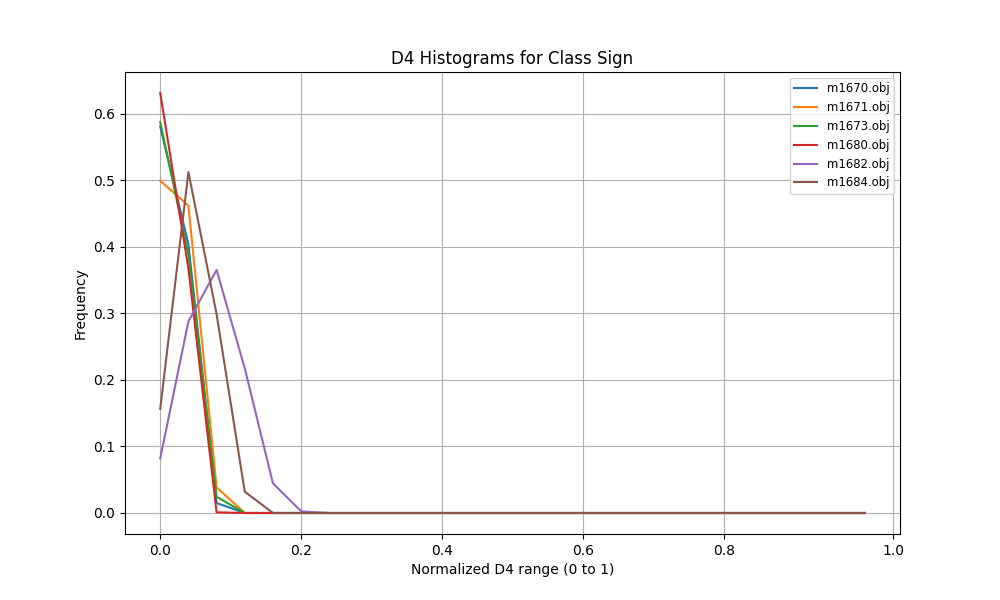 D4 Histograms for Class Sign
m1670.obj
m1671.obj
m1673.obj
m1680.obj
m1682.obj
m1684.obj
Frequency
0.6
0.5
0.4
0.3
0.2
0.1
0.0
0.0 0.2 0.4 0.6 0.8 1.0
Normalized D4 range (0 to 1)